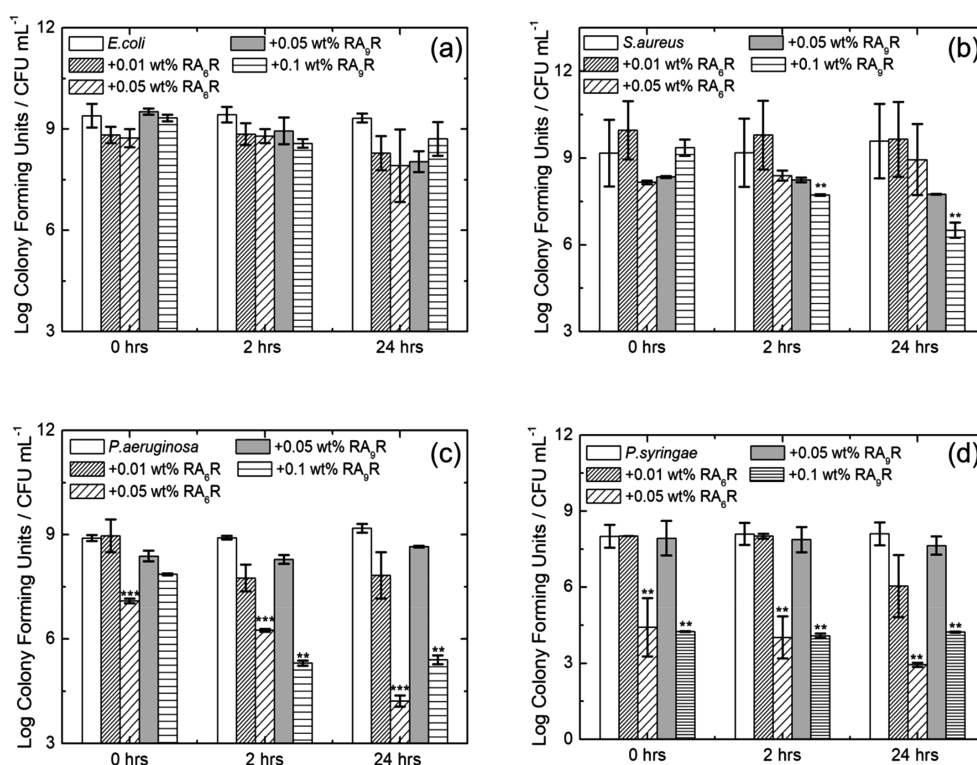 (a)
Log Colony Forming Units / CFU mL⁻¹
12
9
6
3
E.coli
+0.05 wt% RA₉R
+0.01 wt% RA₆R
+0.1 wt% RA₉R
+0.05 wt% RA₆R
0 hrs
2 hrs
24 hrs
(b)
Log Colony Forming Units / CFU mL⁻¹
12
9
6
3
S.aureus
+0.05 wt% RA₉R
+0.01 wt% RA₆R
+0.1 wt% RA₉R
+0.05 wt% RA₆R
**
**
0 hrs
2 hrs
24 hrs
(c)
Log Colony Forming Units / CFU mL⁻¹
12
9
6
3
P.aeruginosa
+0.05 wt% RA₉R
+0.01 wt% RA₆R
+0.1 wt% RA₉R
+0.05 wt% RA₆R
***
***
**
***
**
0 hrs
2 hrs
24 hrs
(d)
Log Colony Forming Units / CFU mL⁻¹
12
9
6
3
0
P.syringae
+0.05 wt% RA₉R
+0.01 wt% RA₆R
+0.1 wt% RA₉R
+0.05 wt% RA₆R
**
**
**
**
**
**
0 hrs
2 hrs
24 hrs